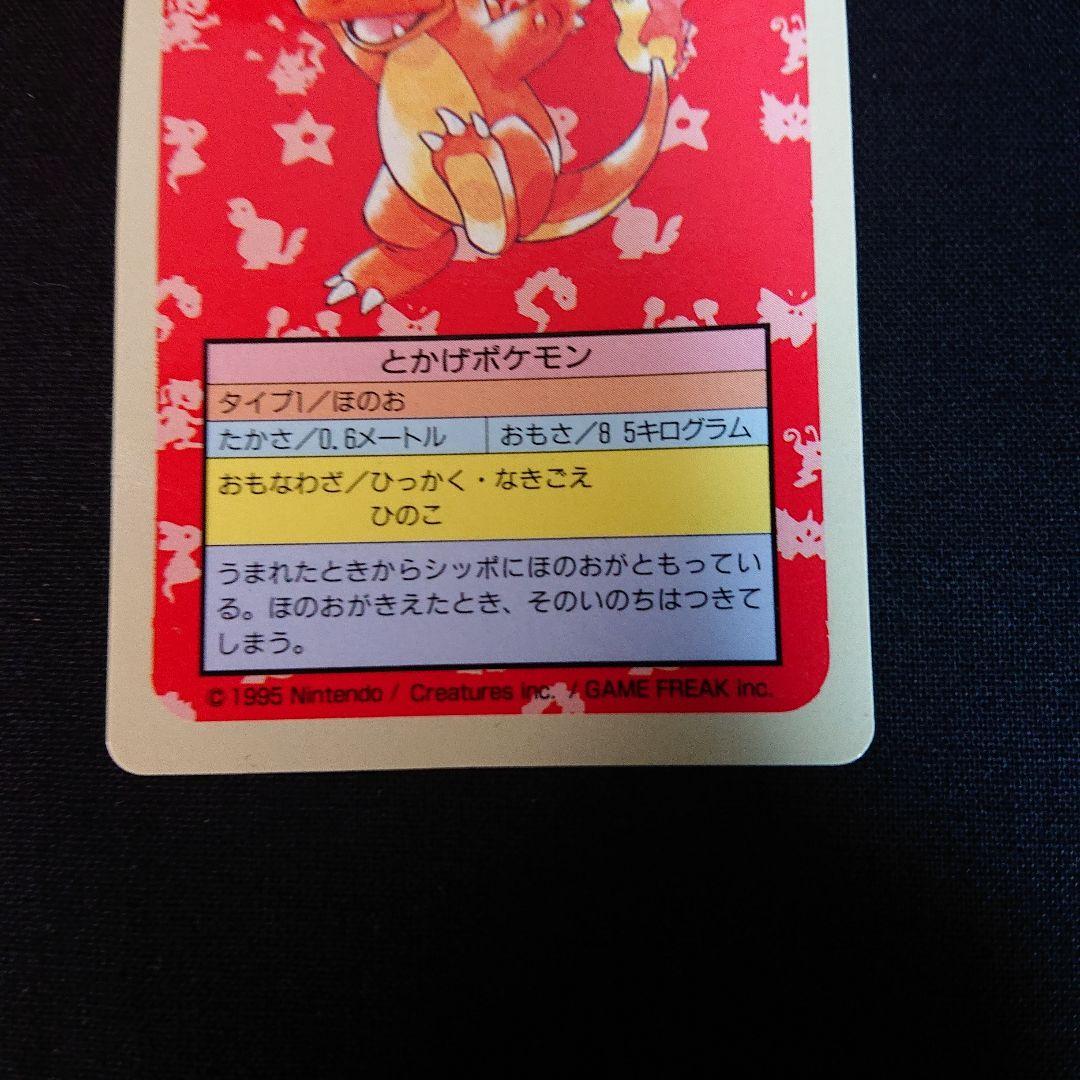 とかげポケモン
タイプ1／ほのお
たかさ／0.6メートル おもさ／8 5キログラム
おもなわざ／ひっかく・なきごえ
ひのこ
うまれたときからシッポにほのおがともってい
る。ほのおがきえたとき、そのいのちはつきて
しまう。
© 1995 Nintendo / Creatures inc. / GAME FREAK inc.